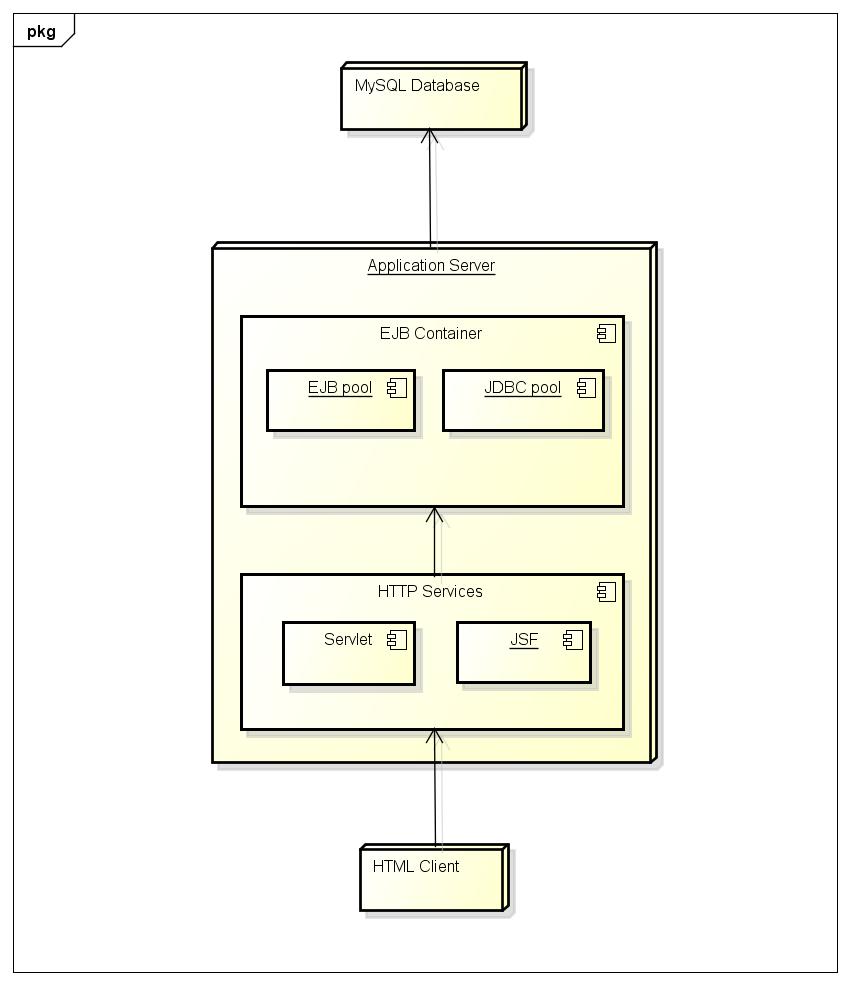 pkg
MySQL Database
Application Server
EJB Container
EJB pool
JDBC pool
HTTP Services
Servlet
JSF
HTML Client